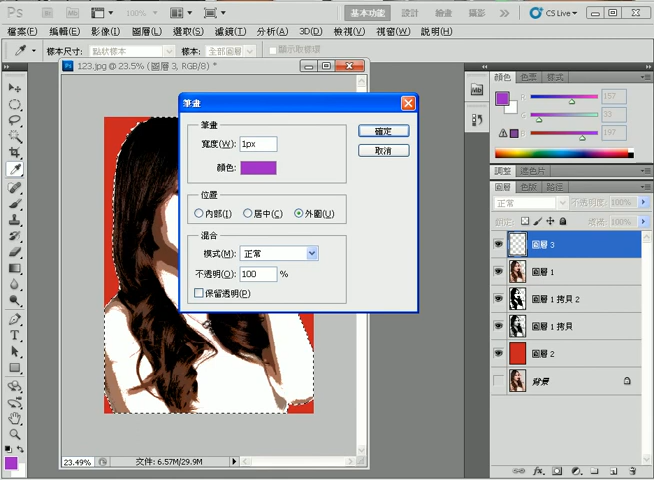 Ps Br Mb 100% 基本功能 設計 繪畫 攝影 >> CS Live
檔案(F) 編輯(E) 影像(I) 圖層(L) 選取(S) 濾鏡(T) 分析(A) 3D(D) 檢視(V) 視窗(W) 說明(H)
樣本尺寸: 點狀樣本 樣本: 全部圖層 顯示取樣環
123.jpg @ 23.5% (圖層 3, RGB/8) *
筆畫
筆畫
寬度(W): 1px
顏色:
確定
取消
位置
內部(I) 居中(C) 外圍(U)
混合
模式(M): 正常
不透明(O): 100 %
保留透明(P)
23.49% 文件: 6.57M/29.9M
Mb
顏色 色票 樣式
R 157
G 33
B 197
調整 遮色片
圖層 色版 路徑
正常 不透明度: 100%
鎖定: 填滿: 100%
圖層 3
圖層 1
圖層 1 拷貝 2
圖層 1 拷貝
圖層 2
背景